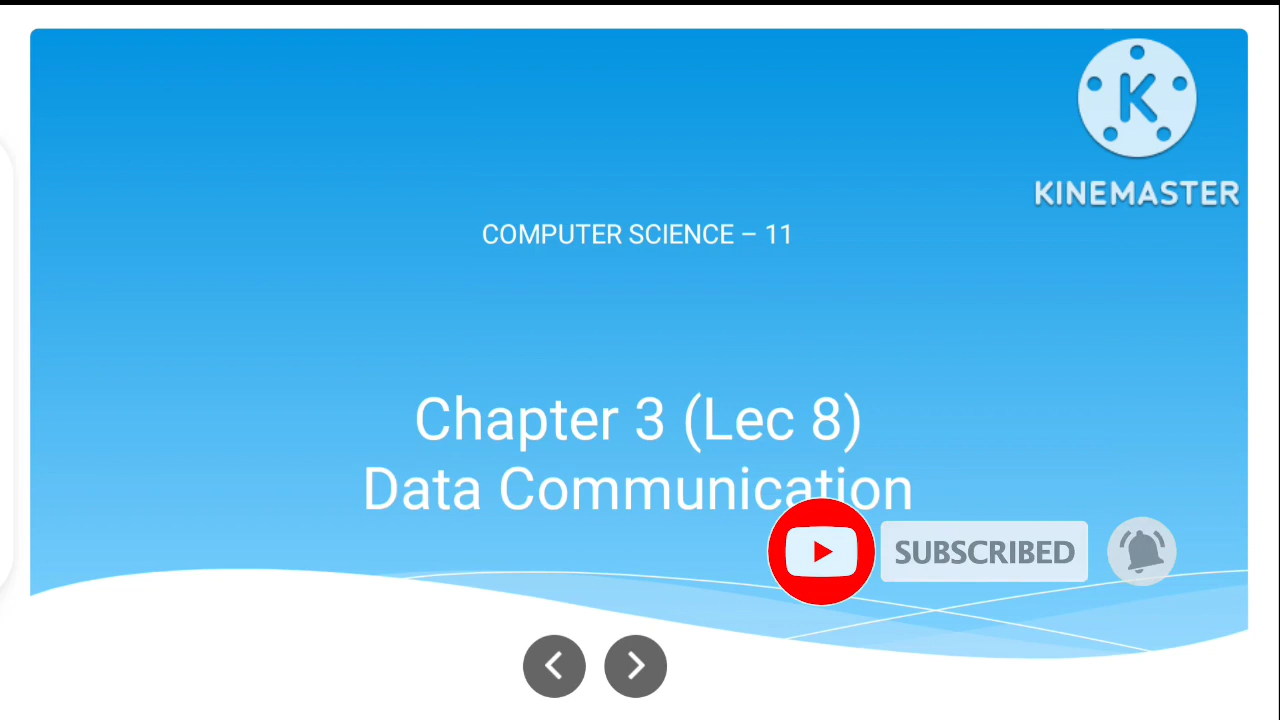 K
KINEMASTER
COMPUTER SCIENCE – 11
Chapter 3 (Lec 8)
Data Communication
SUBSCRIBED